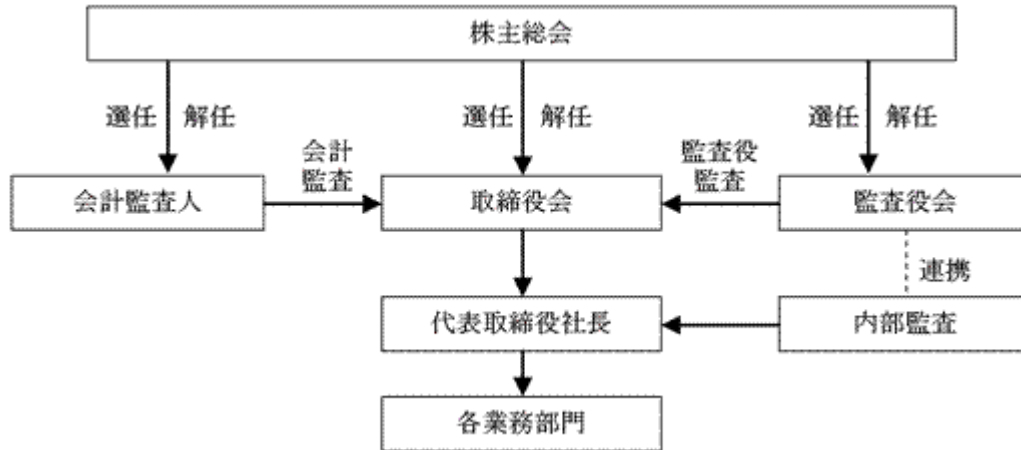 株主総会
選任 解任
選任 解任
選任 解任
会計
監査
監査役
監査
会計監査人
取締役会
監査役会
連携
代表取締役社長
内部監査
各業務部門